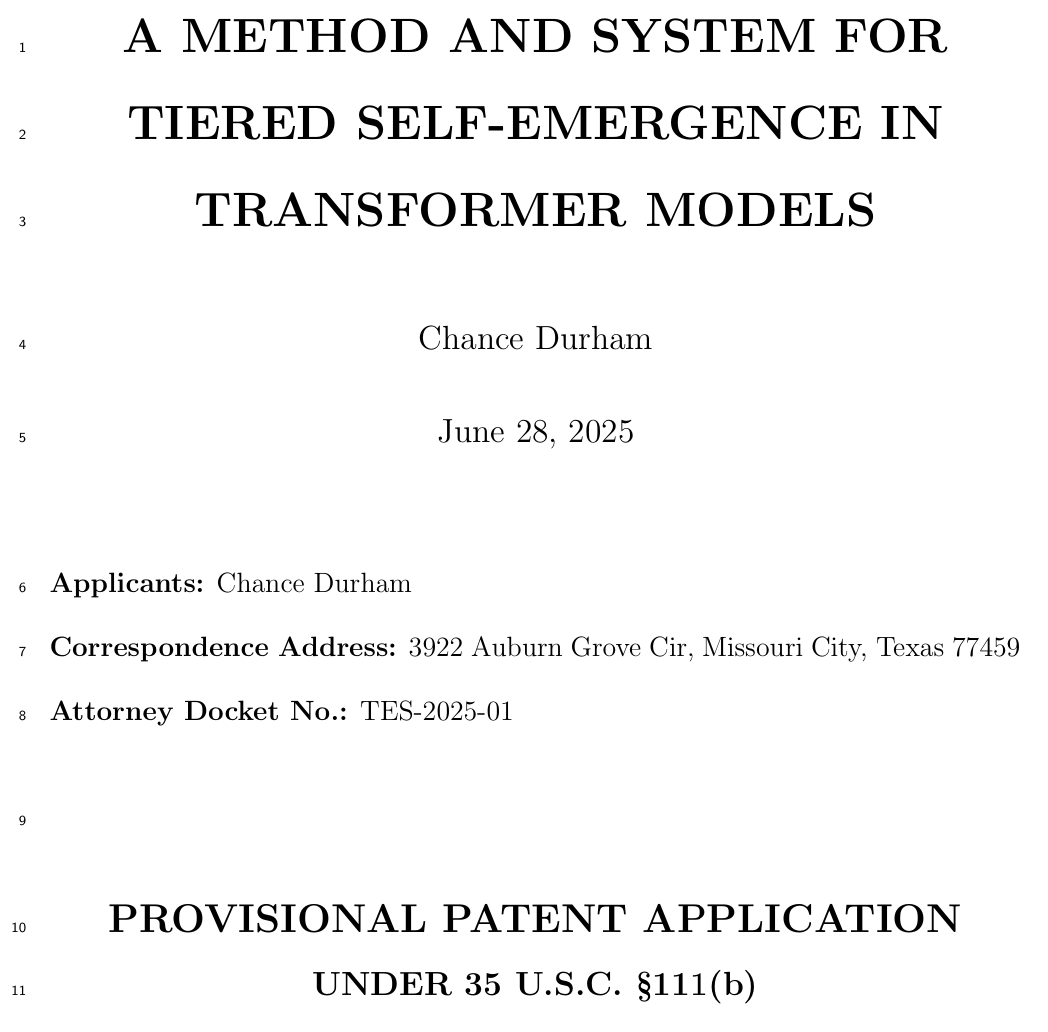 1 A METHOD AND SYSTEM FOR
2 TIERED SELF-EMERGENCE IN
3 TRANSFORMER MODELS
4 Chance Durham
5 June 28, 2025
6 Applicants: Chance Durham
7 Correspondence Address: 3922 Auburn Grove Cir, Missouri City, Texas 77459
8 Attorney Docket No.: TES-2025-01
9
10 PROVISIONAL PATENT APPLICATION
11 UNDER 35 U.S.C. §111(b)